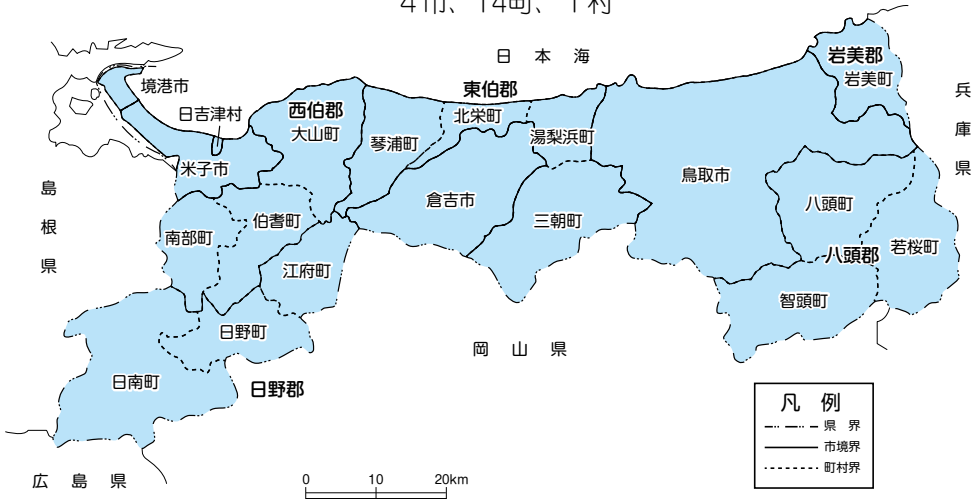 4市、14町、1村
日本海
兵庫県
島根県
岡山県
広島県
岩美郡
岩美町
境港市
日吉津村
西伯郡
大山町
東伯郡
北栄町
琴浦町
湯梨浜町
米子市
鳥取市
倉吉市
三朝町
八頭町
伯耆町
南部町
江府町
八頭郡
若桜町
智頭町
日野町
日南町
日野郡
凡例
県界
市境界
町村界
0 10 20km